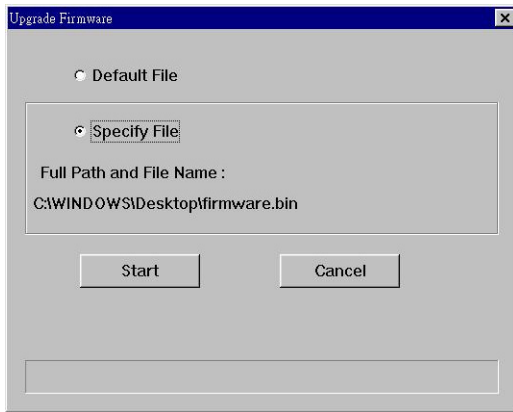 Upgrade Firmware
Default File
Specify File
Full Path and File Name :
C:\WINDOWS\Desktop\firmware.bin
Start
Cancel